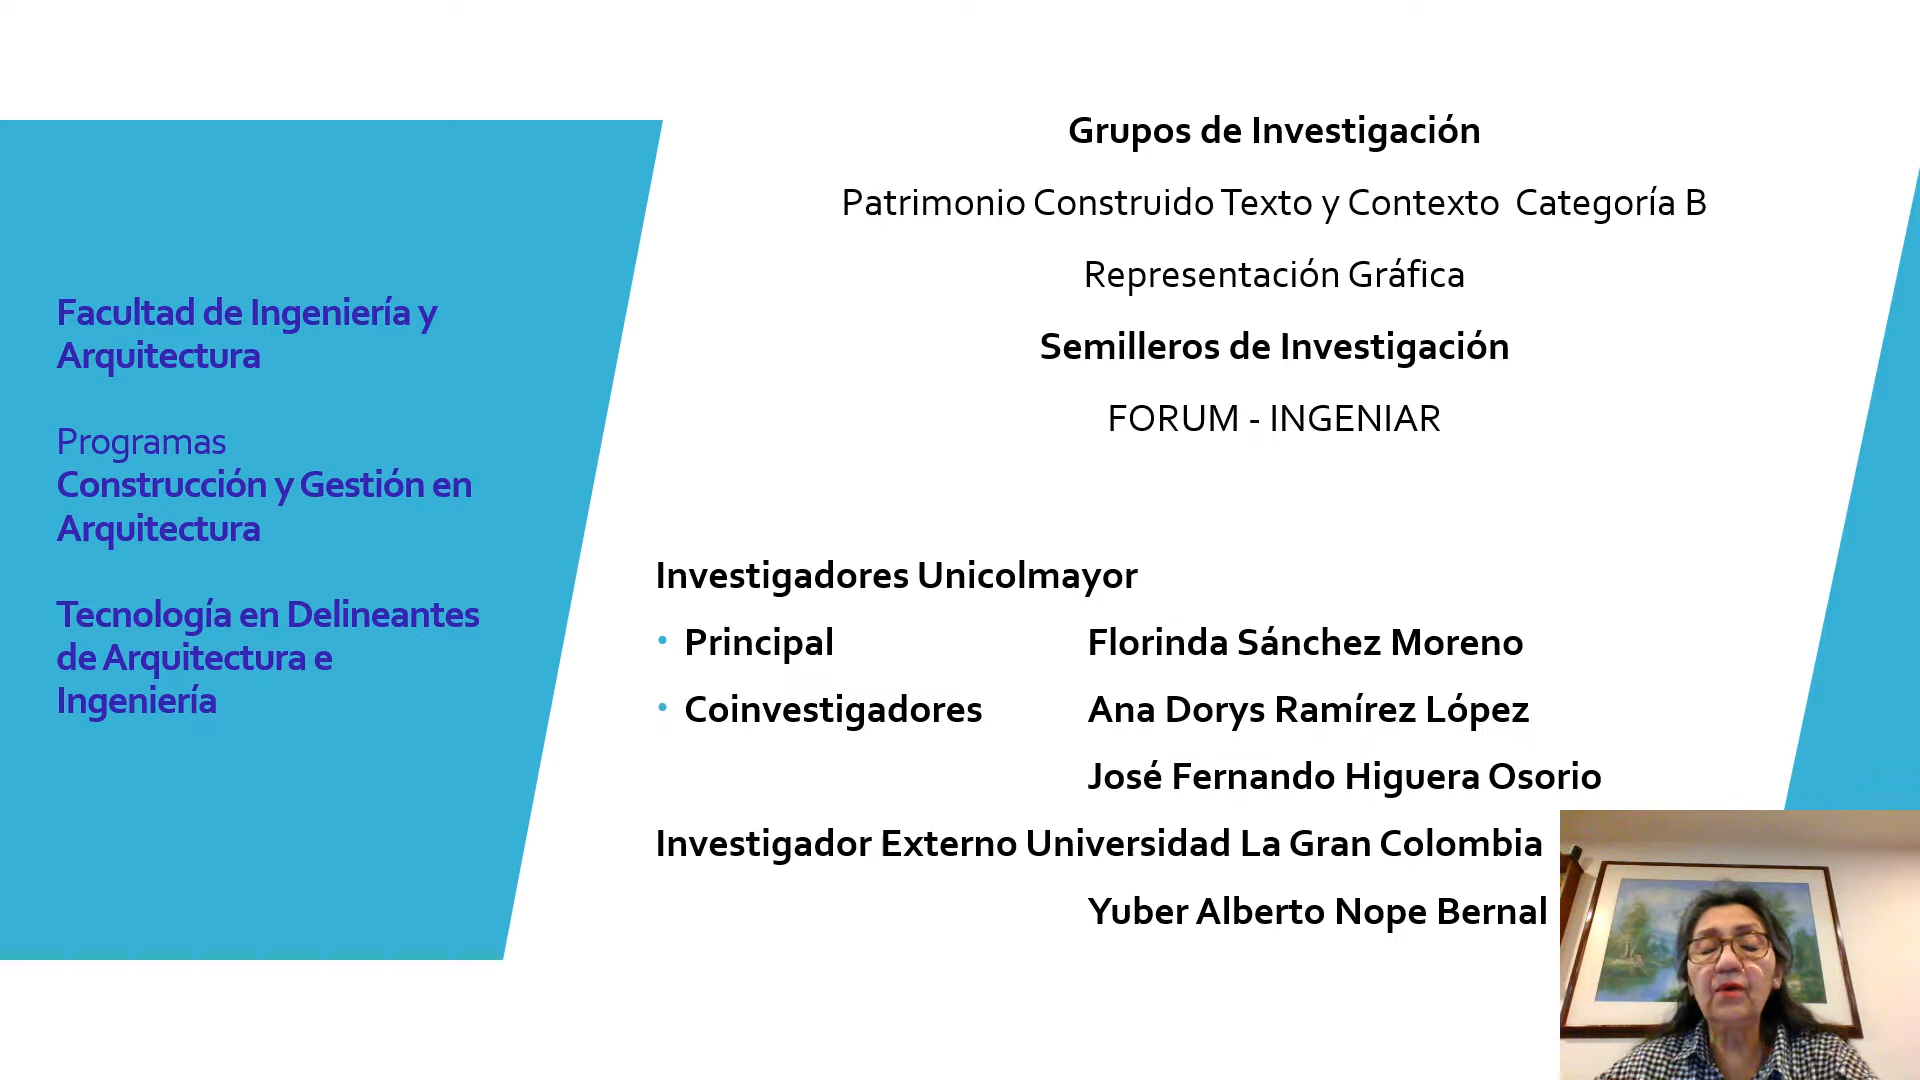 Facultad de Ingeniería y
Arquitectura
Programas
Construcción y Gestión en
Arquitectura
Tecnología en Delineantes
de Arquitectura e
Ingeniería
Grupos de Investigación
Patrimonio Construido Texto y Contexto Categoría B
Representación Gráfica
Semilleros de Investigación
FORUM - INGENIAR
Investigadores Unicolmayor
• Principal Florinda Sánchez Moreno
• Coinvestigadores Ana Dorys Ramírez López
José Fernando Higuera Osorio
Investigador Externo Universidad La Gran Colombia
Yuber Alberto Nope Bernal